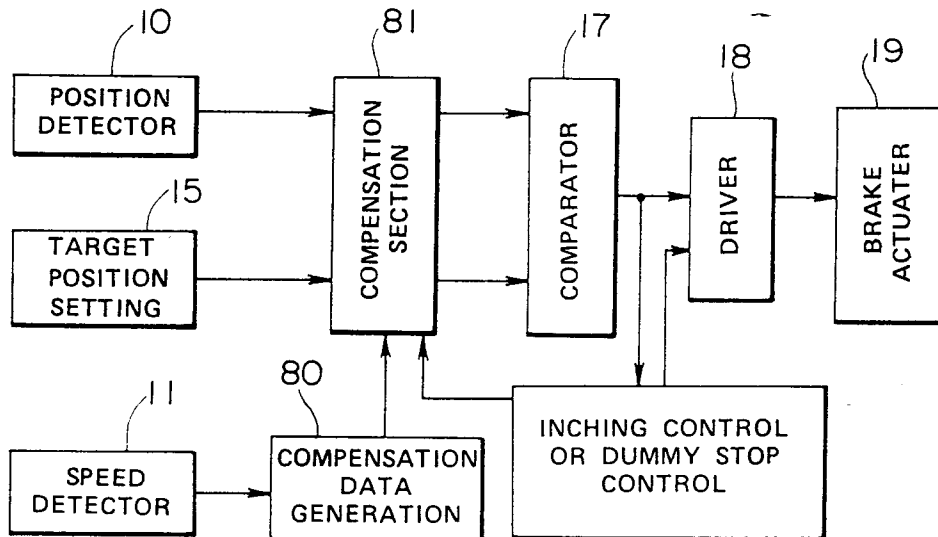 10
POSITION
DETECTOR
81
COMPENSATION
SECTION
17
COMPARATOR
18
DRIVER
19
BRAKE
ACTUATER
15
TARGET
POSITION
SETTING
11
SPEED
DETECTOR
80
COMPENSATION
DATA
GENERATION
INCHING CONTROL
OR DUMMY STOP
CONTROL